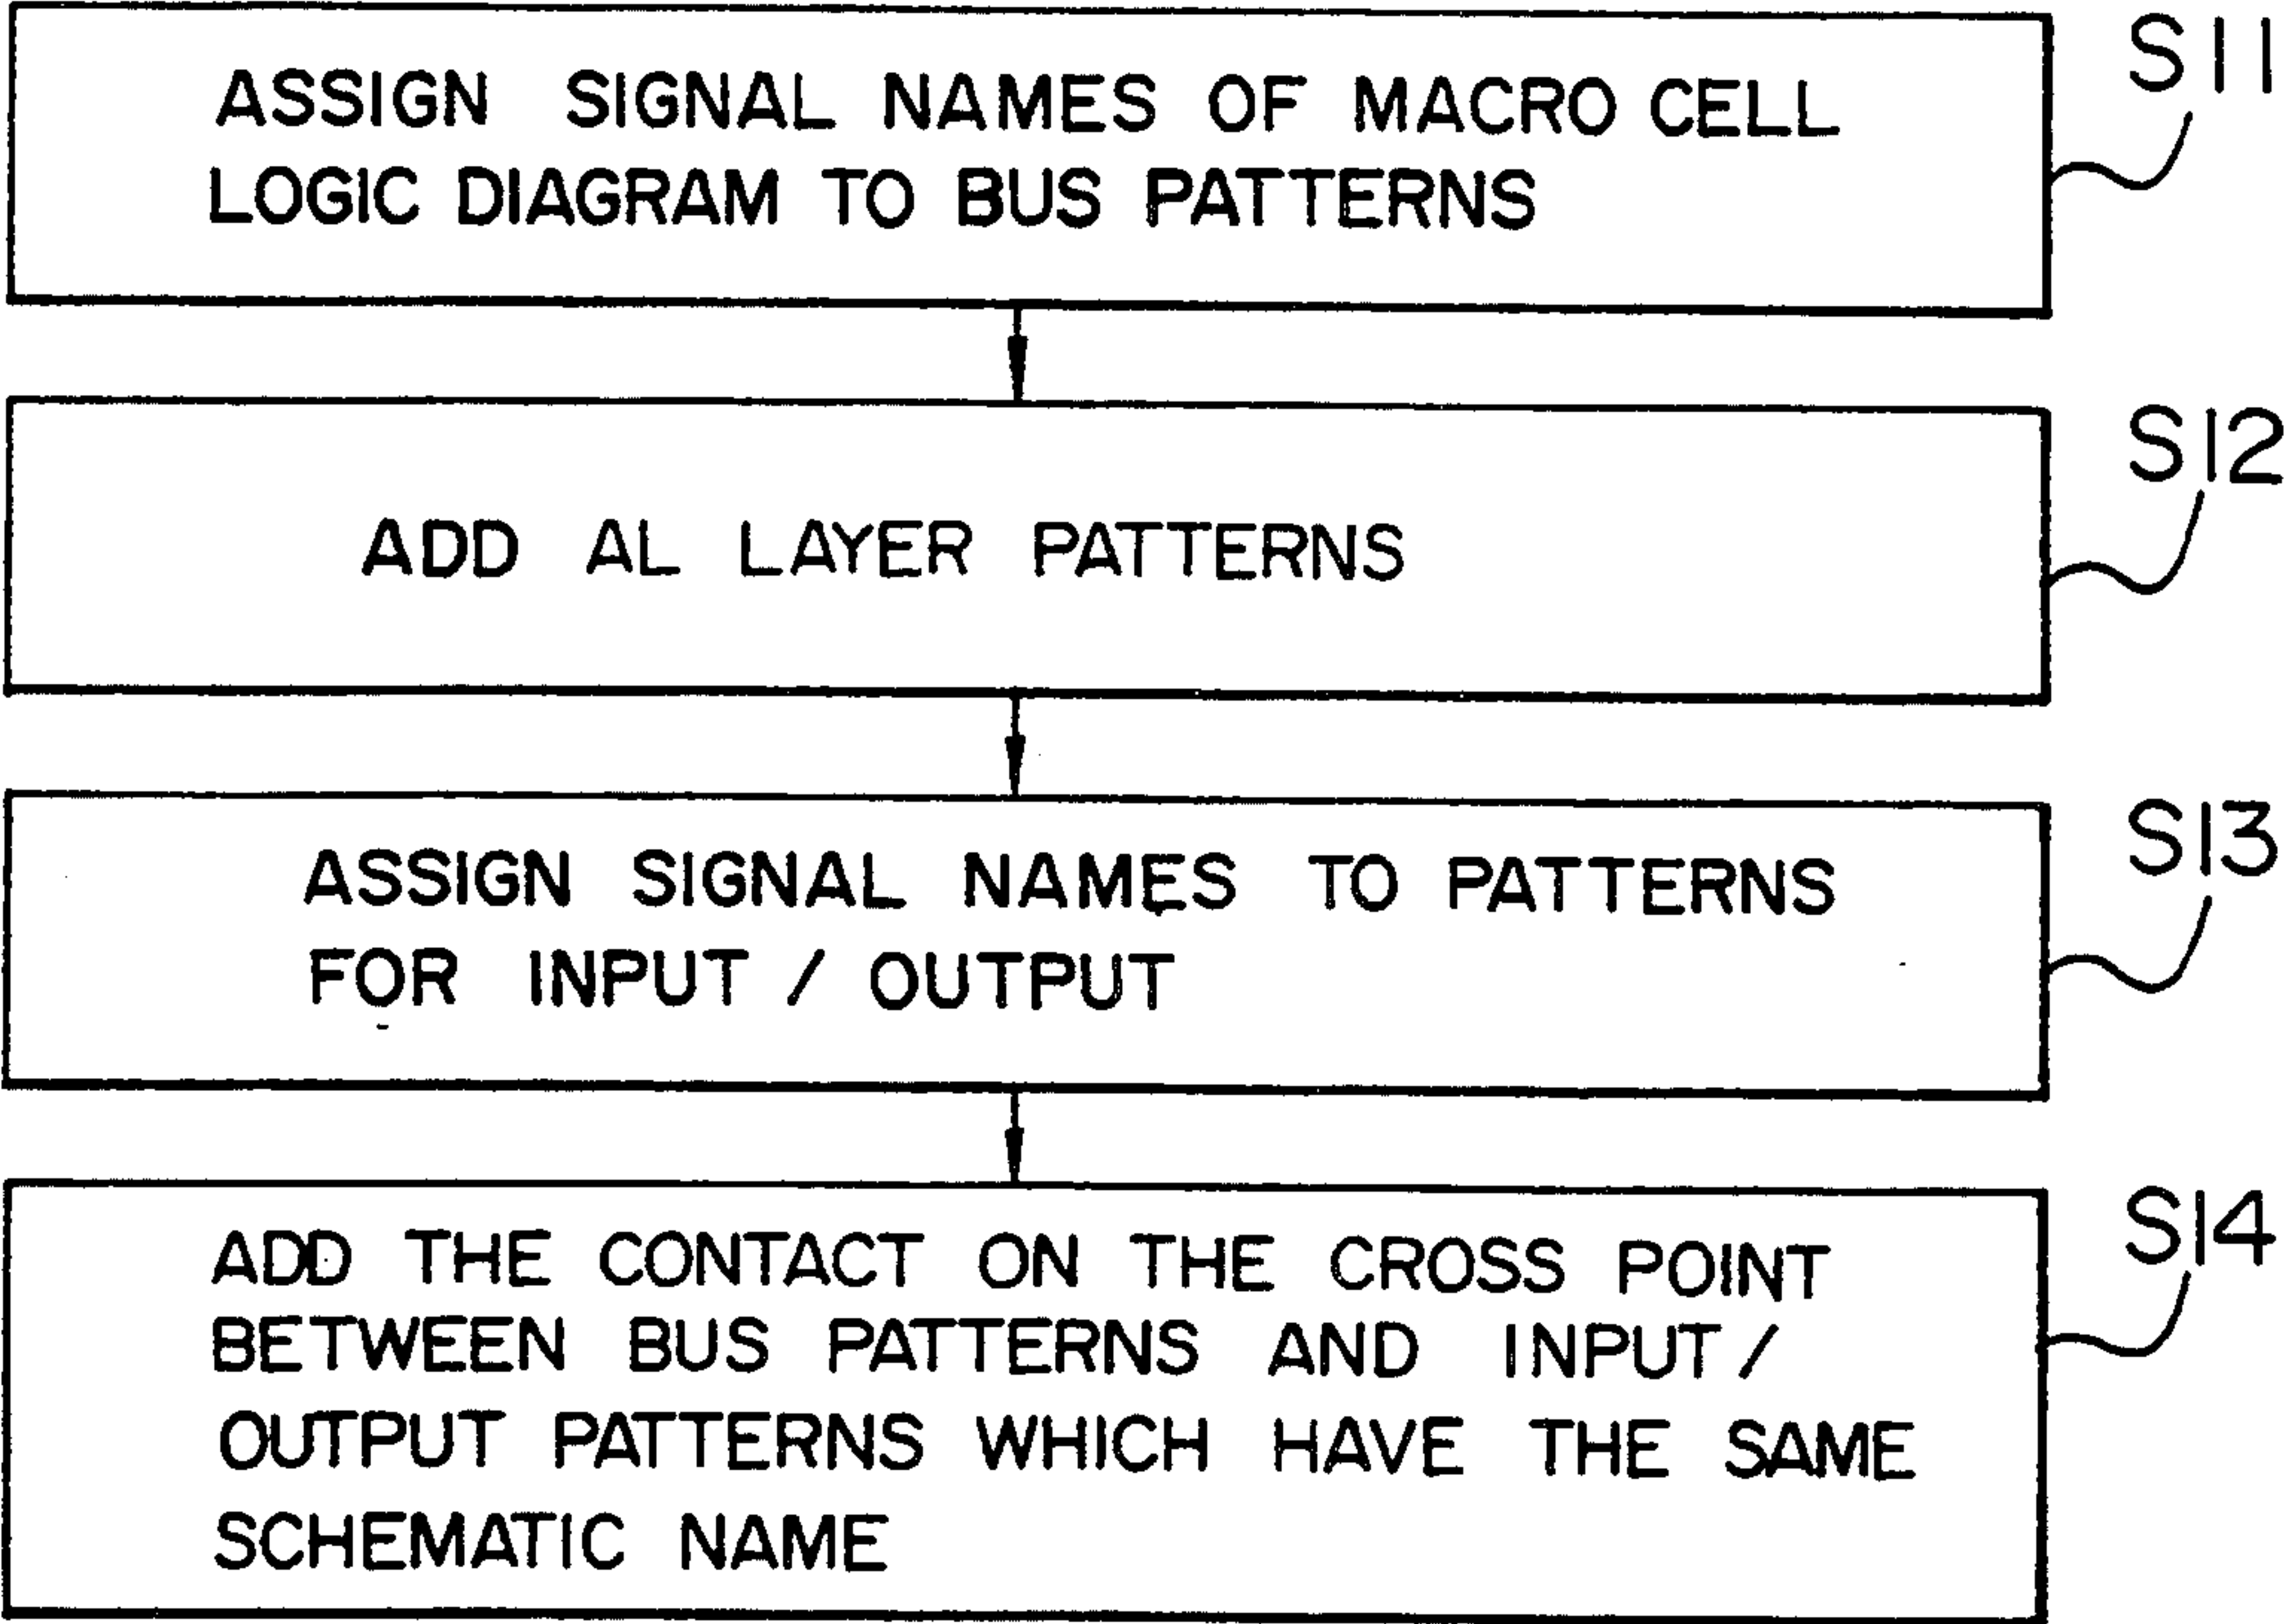 ASSIGN SIGNAL NAMES OF MACRO CELL
LOGIC DIAGRAM TO BUS PATTERNS
S11
ADD AL LAYER PATTERNS
S12
ASSIGN SIGNAL NAMES TO PATTERNS
FOR INPUT / OUTPUT
S13
ADD THE CONTACT ON THE CROSS POINT
BETWEEN BUS PATTERNS AND INPUT /
OUTPUT PATTERNS WHICH HAVE THE SAME
SCHEMATIC NAME
S14